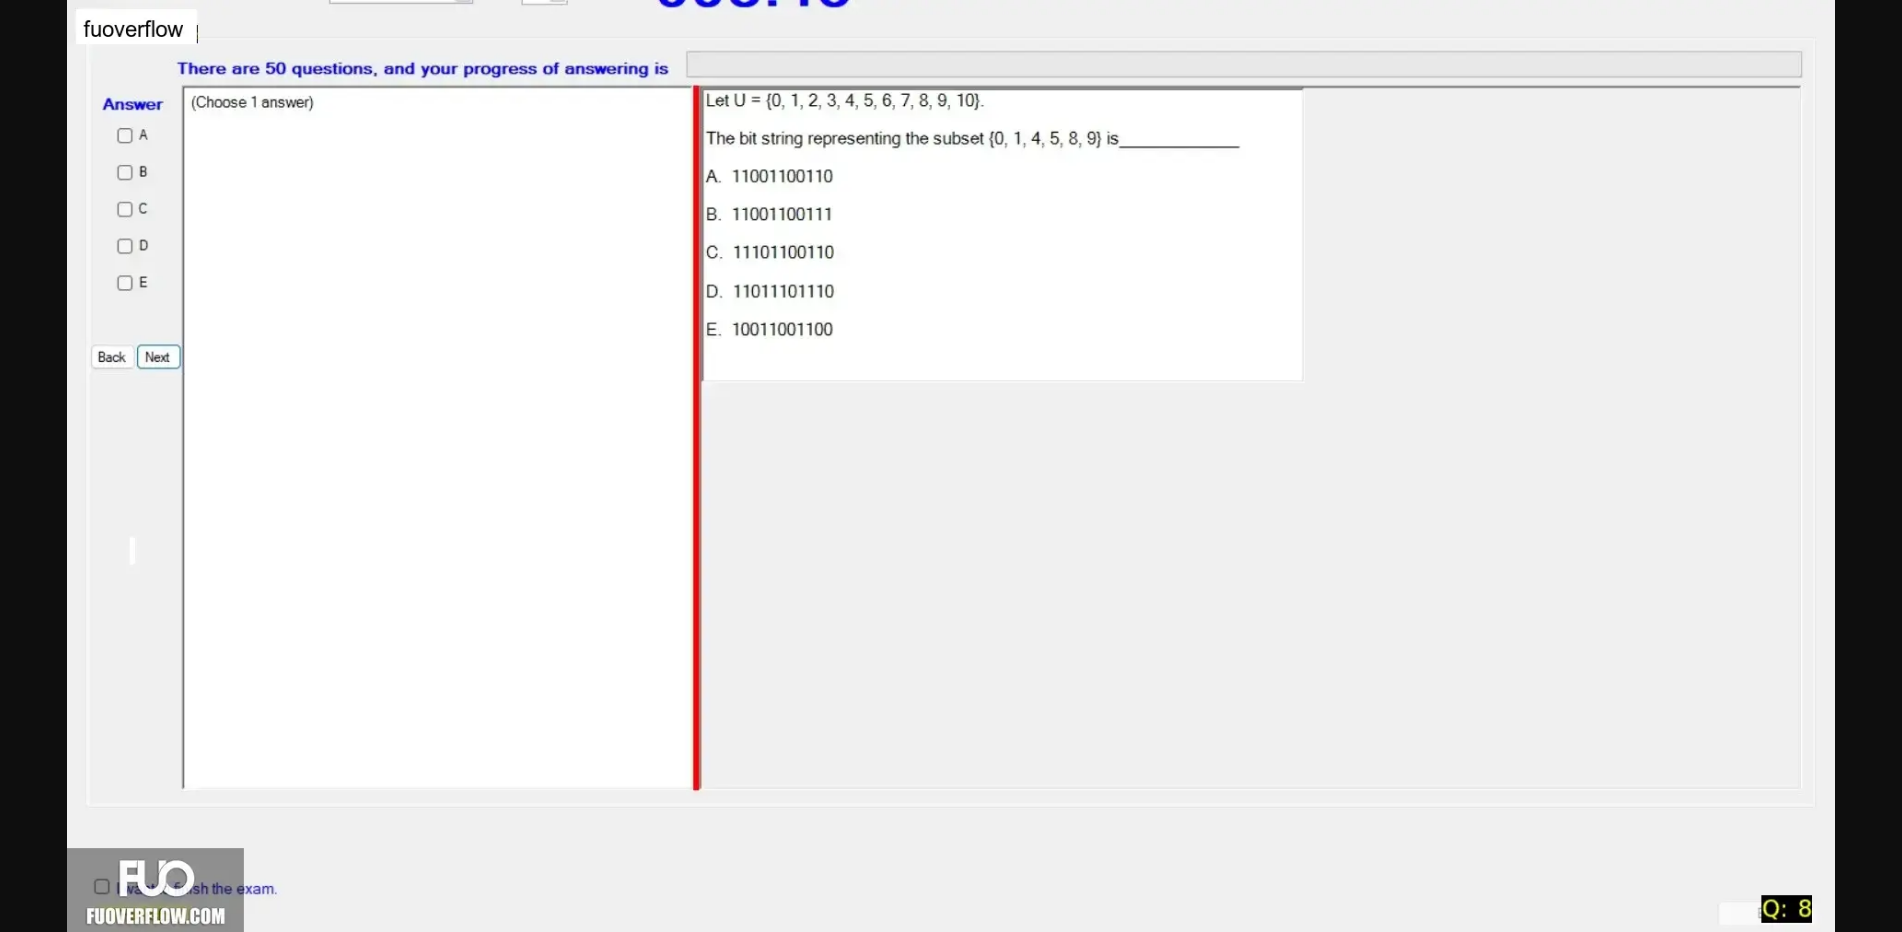 fuoverflow
There are 50 questions, and your progress of answering is
Answer
(Choose 1 answer)
A
B
C
D
E
Back Next
Let U = {0, 1, 2, 3, 4, 5, 6, 7, 8, 9, 10}.
The bit string representing the subset {0, 1, 4, 5, 8, 9} is____________
A. 11001100110
B. 11001100111
C. 11101100110
D. 11011101110
E. 10011001100
FUO
sh the exam.
FUOVERFLOW.COM
Q: 8